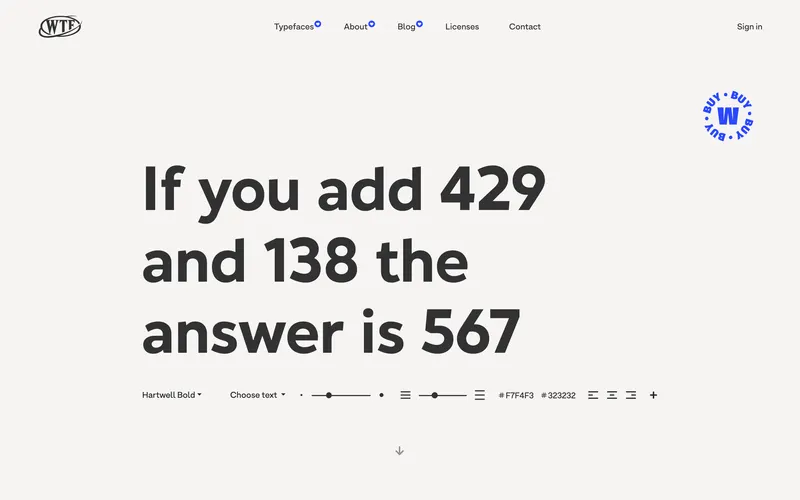 WTF
Typefaces About Blog Licenses Contact Sign in
BUY • BUY • BUY • BUY •
W
If you add 429
and 138 the
answer is 567
Hartwell Bold Choose text #F7F4F3 #323232